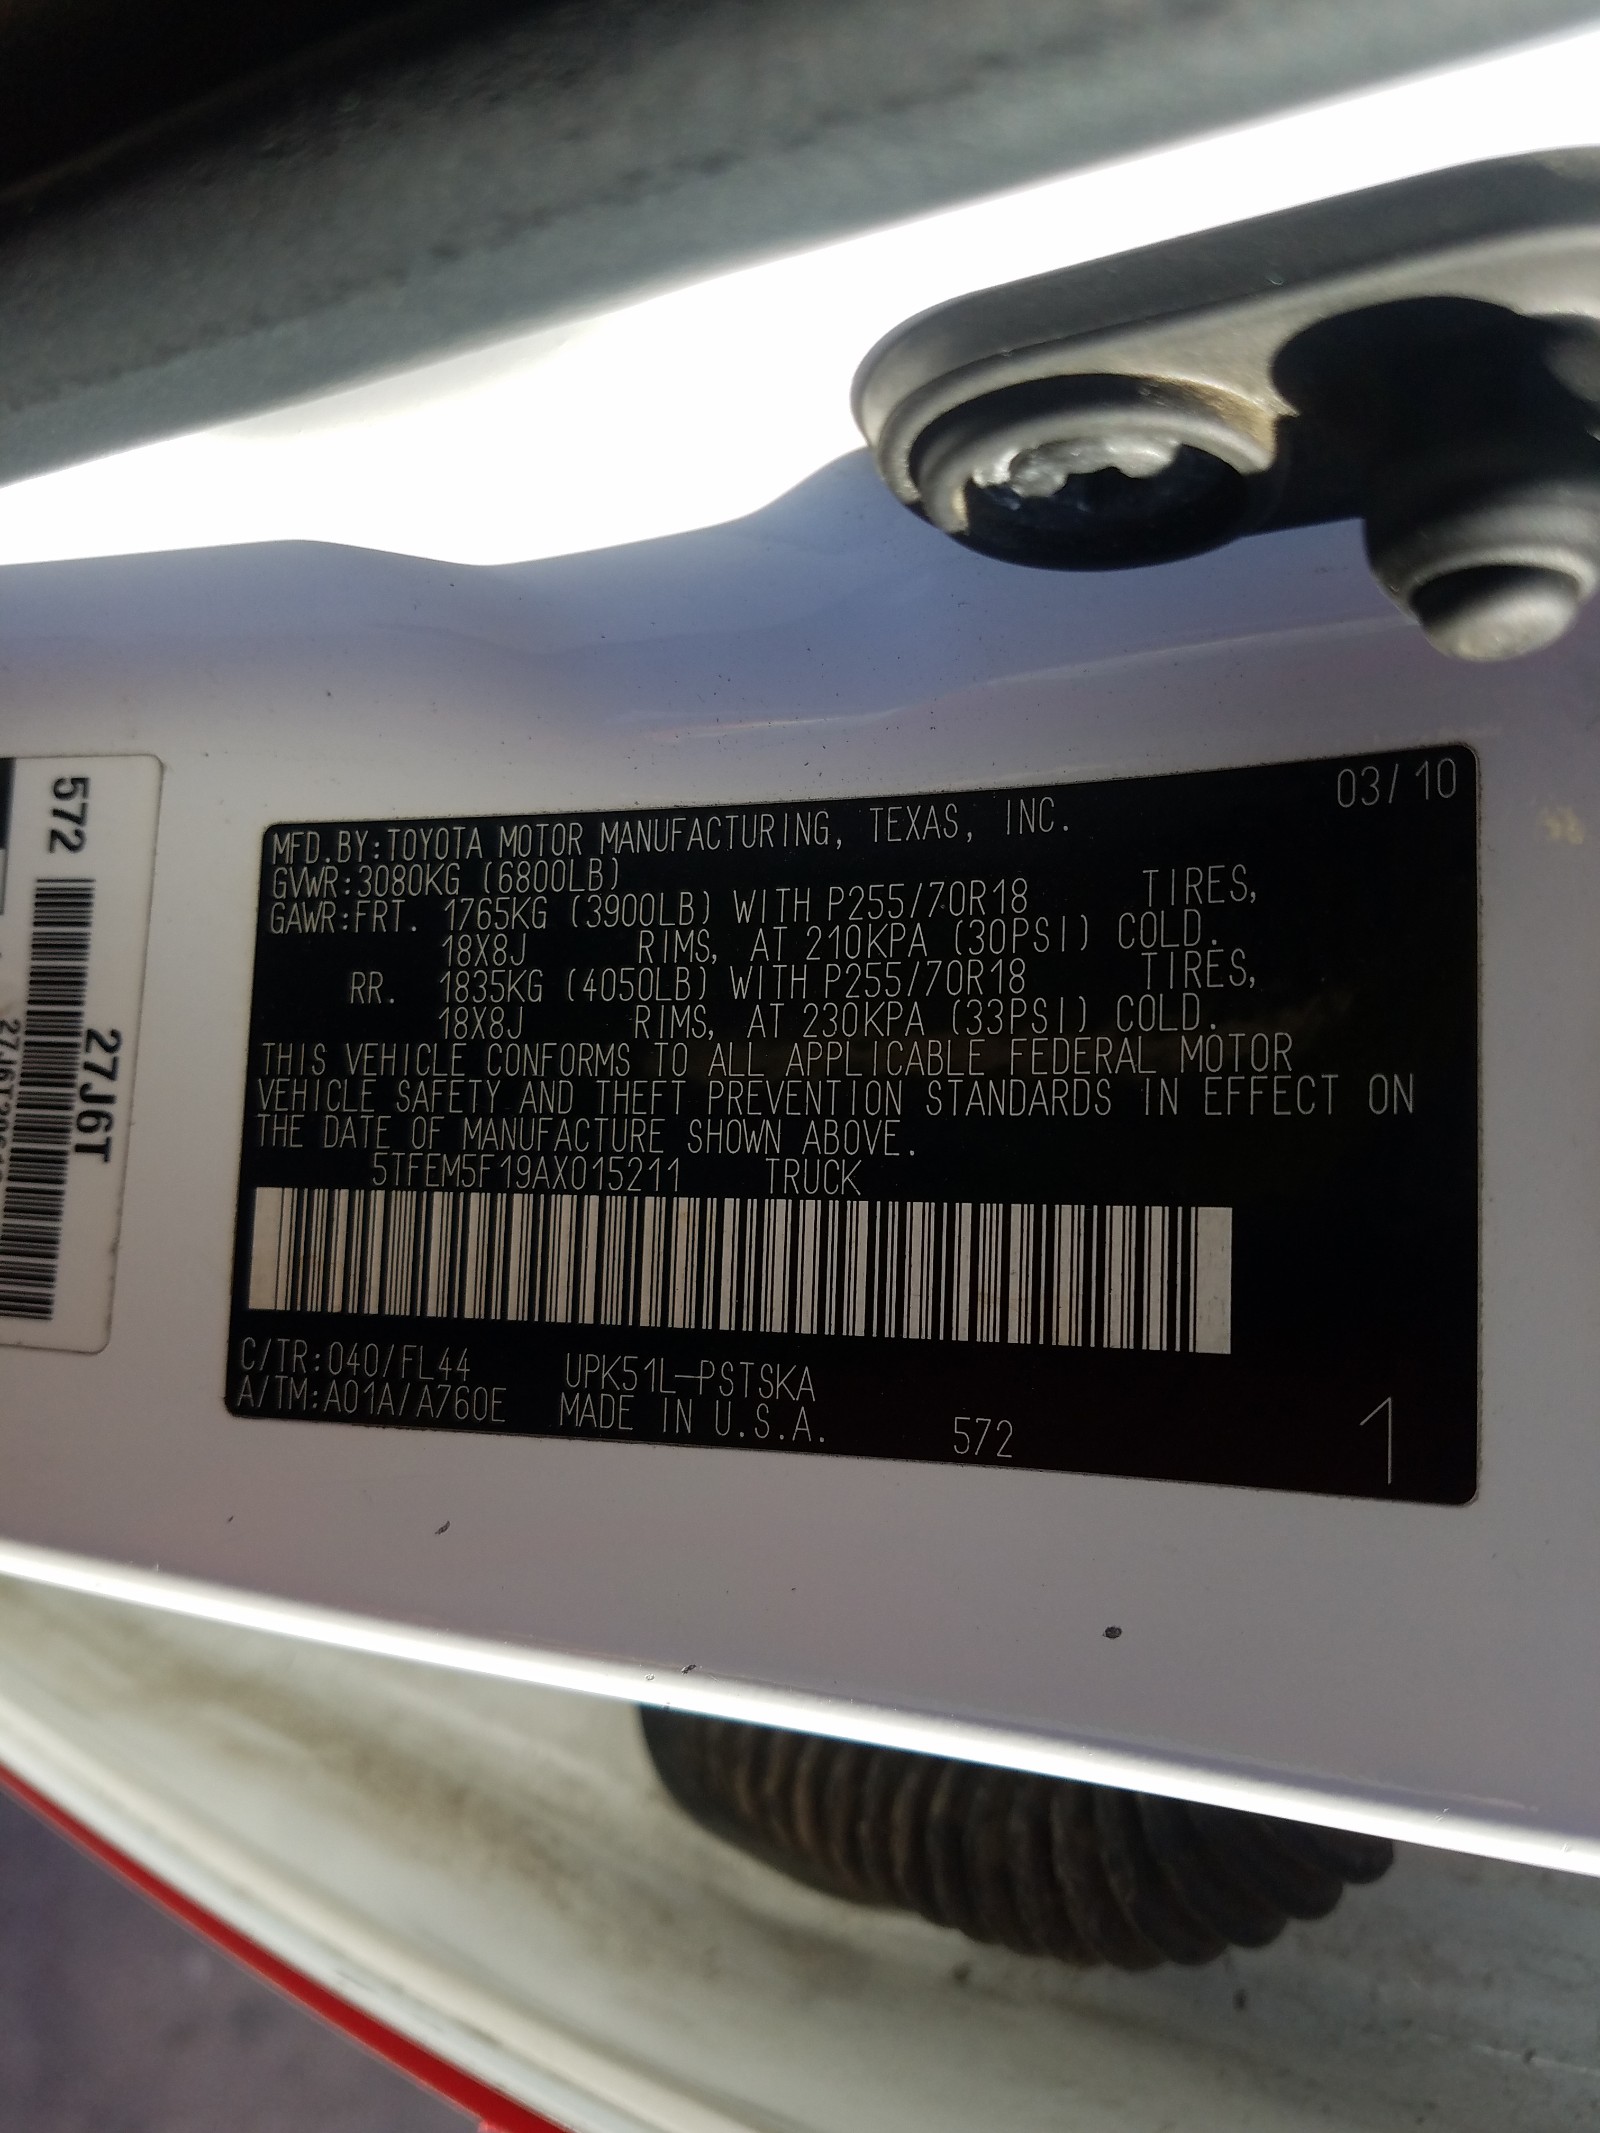 03/10
MFD.BY:TOYOTA MOTOR MANUFACTURING, TEXAS, INC.
GVWR:3080KG (6800LB)
GAWR:FRT. 1765KG (3900LB) WITH P255/70R18 TIRES,
18X8J RIMS, AT 210KPA (30PSI) COLD.
RR. 1835KG (4050LB) WITH P255/70R18 TIRES,
18X8J RIMS, AT 230KPA (33PSI) COLD.
THIS VEHICLE CONFORMS TO ALL APPLICABLE FEDERAL MOTOR
VEHICLE SAFETY AND THEFT PREVENTION STANDARDS IN EFFECT ON
THE DATE OF MANUFACTURE SHOWN ABOVE.
5TFEM5F19AX015211 TRUCK
C/TR:040/FL44 UPK51L-PSTSKA
A/TM:A01A/A760E MADE IN U.S.A. 572 1
572
27J6T